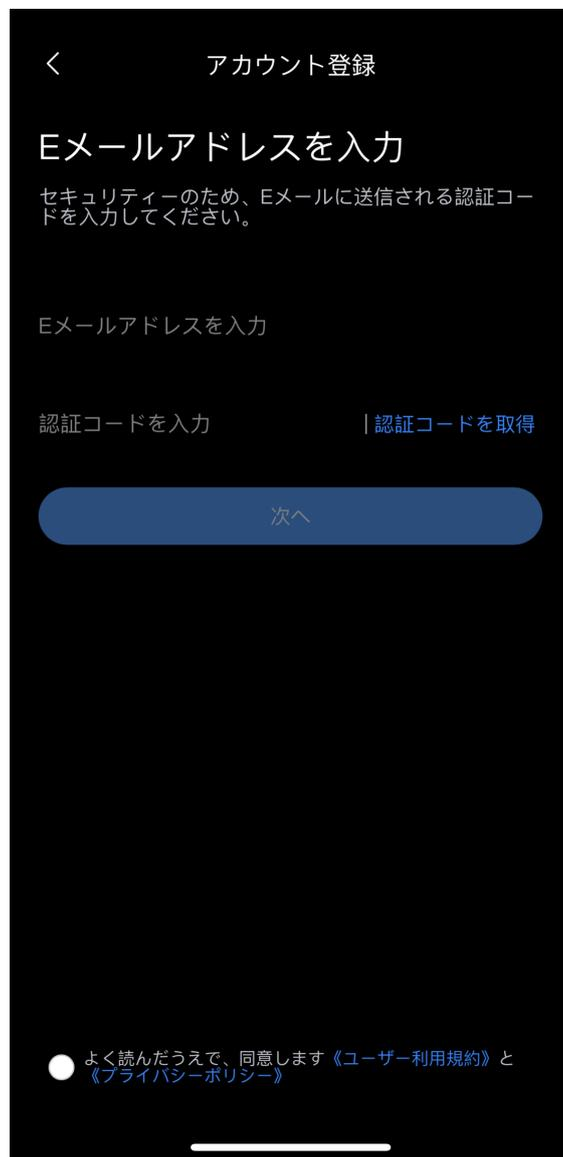 アカウント登録
Eメールアドレスを入力
セキュリティーのため、Eメールに送信される認証コー
ドを入力してください。
Eメールアドレスを入力
認証コードを入力 |認証コードを取得
次へ
よく読んだうえで、同意します《ユーザー利用規約》と
《プライバシーポリシー》